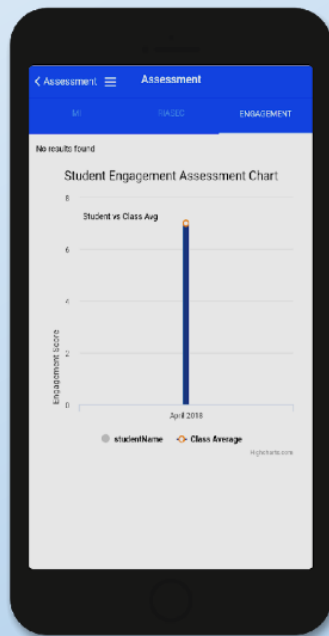 Assessment Assessment
MI RIASEC ENGAGEMENT
No results found
Student Engagement Assessment Chart
8
Student vs Class Avg
6
4
2
0
Engagement Score
April 2018
studentName Class Average
Highcharts.com